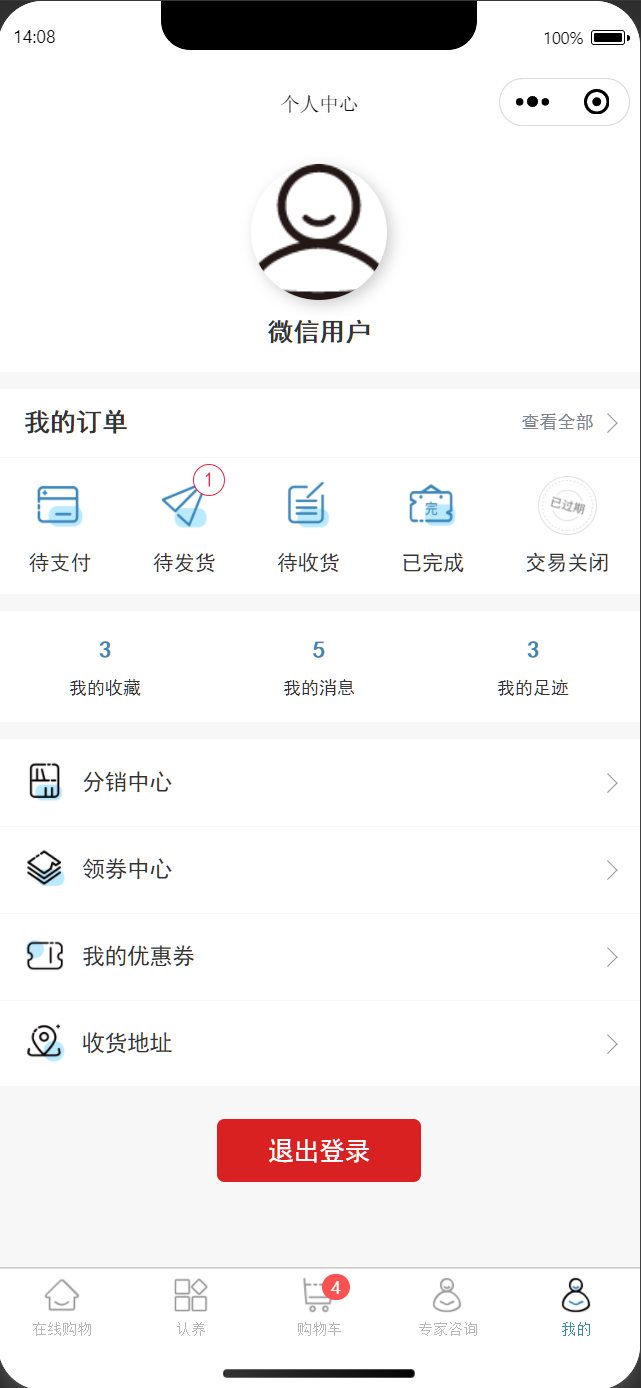 14:08
100%
个人中心
微信用户
我的订单
查看全部
1
完
已过期
待支付
待发货
待收货
已完成
交易关闭
3
5
3
我的收藏
我的消息
我的足迹
分销中心
领券中心
我的优惠券
收货地址
退出登录
4
在线购物
认养
购物车
专家咨询
我的